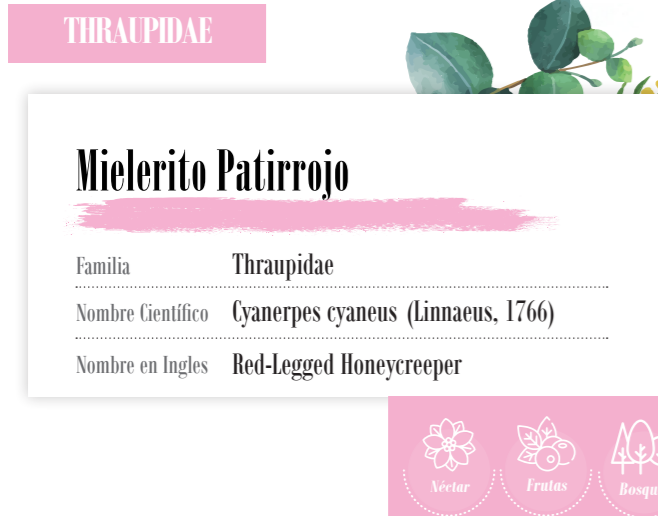 THRAUPIDAE
Mielerito Patirrojo
Familia Thraupidae
Nombre Científico Cyanerpes cyaneus (Linnaeus, 1766)
Nombre en Ingles Red-Legged Honeycreeper
Néctar Frutas